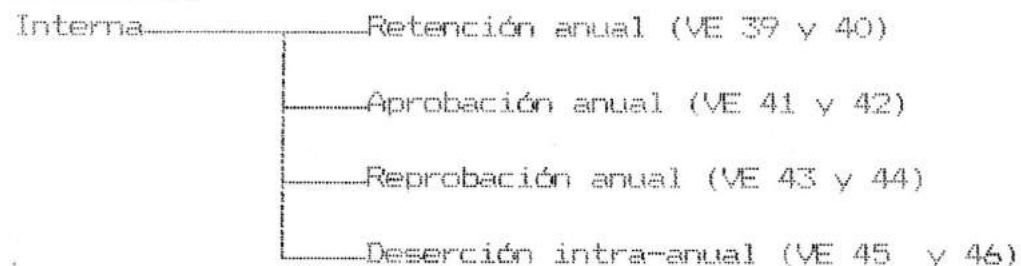 Interna Retención anual (VE 39 y 40)
Aprobación anual (VE 41 y 42)
Reprobación anual (VE 43 y 44)
Deserción intra-anual (VE 45 y 46)